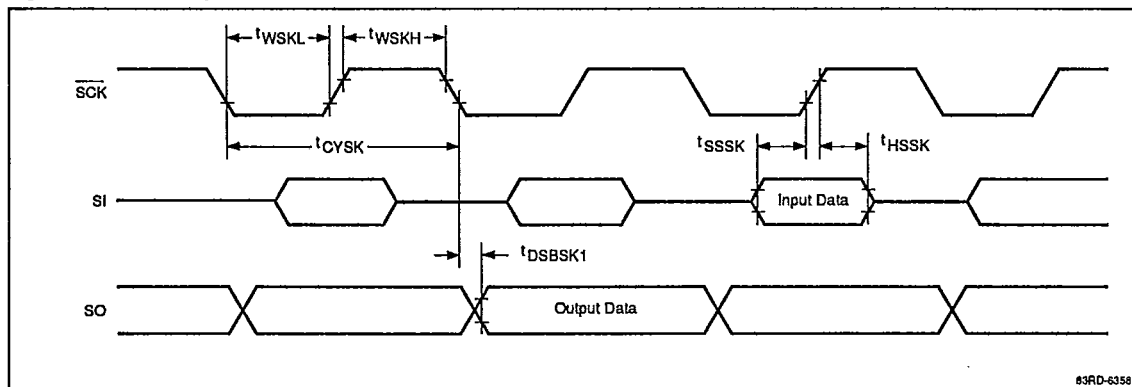 tWSKL
tWSKH
SCK
tCYSK
tSSSK
tHSSK
SI
Input Data
tDSBSK1
SO
Output Data
83RD-6358